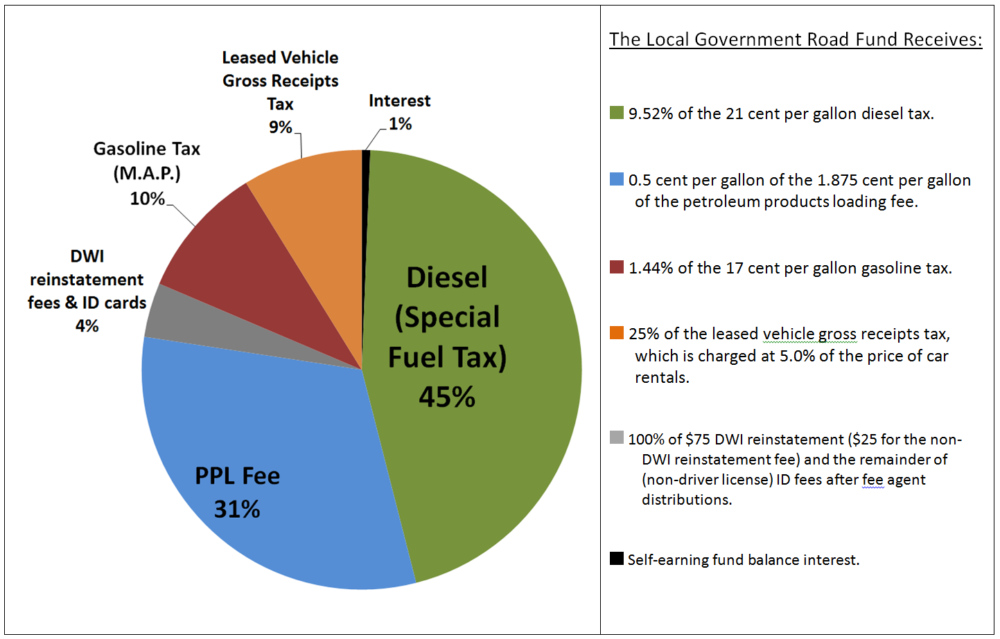 Leased Vehicle
Gross Receipts
Tax
9%
Interest
1%
Gasoline Tax
(M.A.P.)
10%
DWI
reinstatement
fees & ID cards
4%
Diesel
(Special
Fuel Tax)
45%
PPL Fee
31%
The Local Government Road Fund Receives:
9.52% of the 21 cent per gallon diesel tax.
0.5 cent per gallon of the 1.875 cent per gallon
of the petroleum products loading fee.
1.44% of the 17 cent per gallon gasoline tax.
25% of the leased vehicle gross receipts tax,
which is charged at 5.0% of the price of car
rentals.
100% of $75 DWI reinstatement ($25 for the non-
DWI reinstatement fee) and the remainder of
(non-driver license) ID fees after fee agent
distributions.
Self-earning fund balance interest.